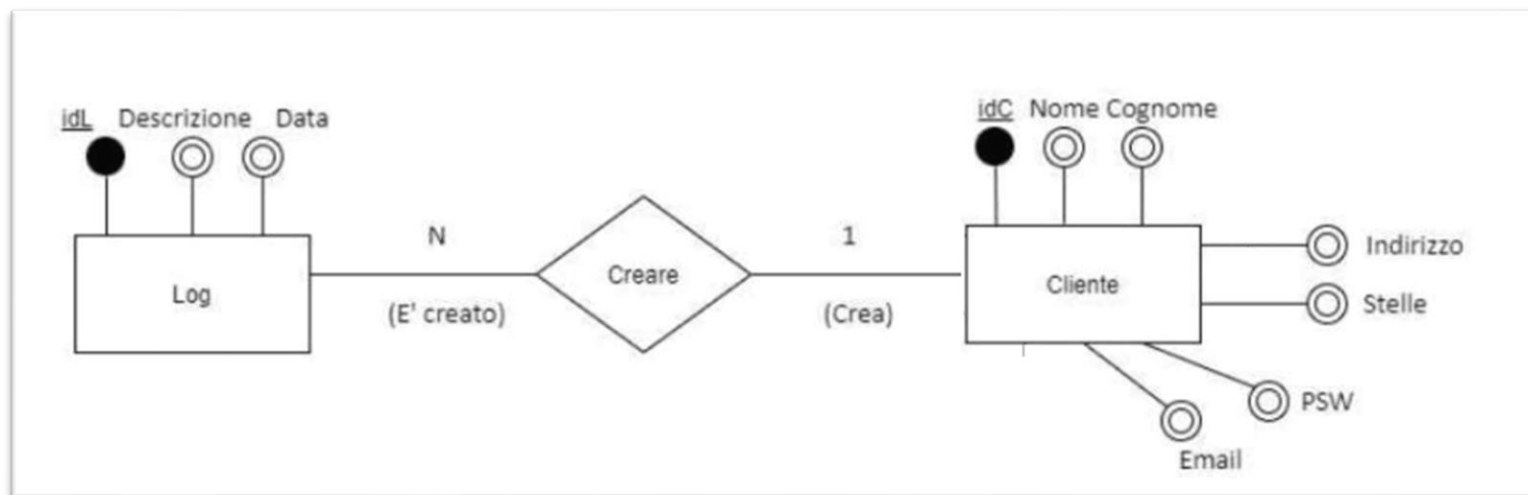 idL Descrizione Data
idC Nome Cognome
N
1
Log
Creare
Cliente
(E' creato)
(Crea)
Indirizzo
Stelle
PSW
Email